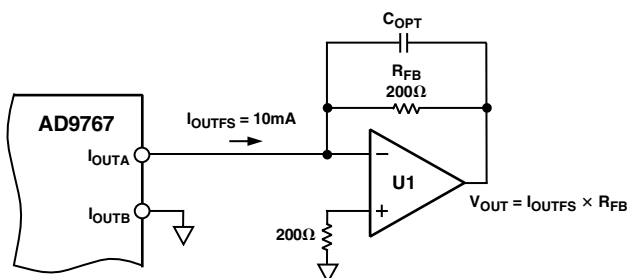 C_OPT
R_FB
200Ω
AD9767
I_OUTFS = 10mA
I_OUTA
U1
I_OUTB
200Ω
V_OUT = I_OUTFS × R_FB
−
+